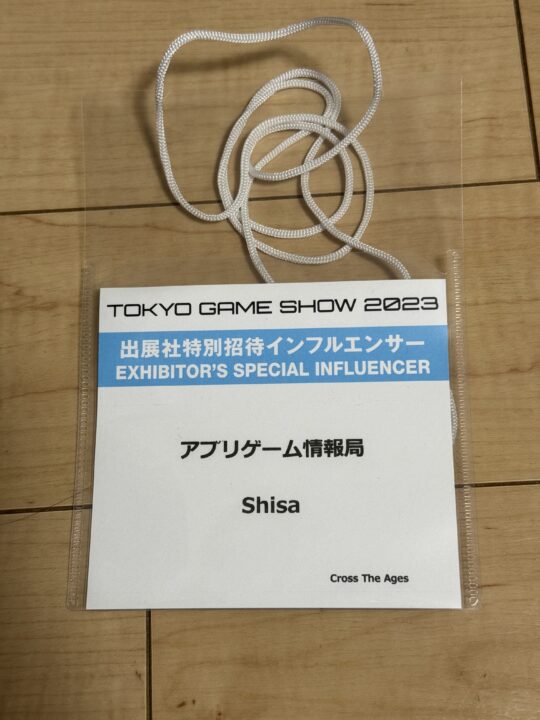 TOKYO GAME SHOW 2023
出展社特別招待インフルエンサー
EXHIBITOR'S SPECIAL INFLUENCER
アプリゲーム情報局
Shisa
Cross The Ages